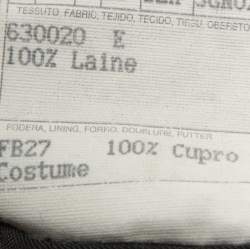 TESSUTO, FABRIC, TEJIDO, TECIDO, TISSU, OBERSTO
630020 E
100% Laine
FODERA, LINING, FORRO, DOUBLURE, FUTTER
FB27 100% Cupro
Costume